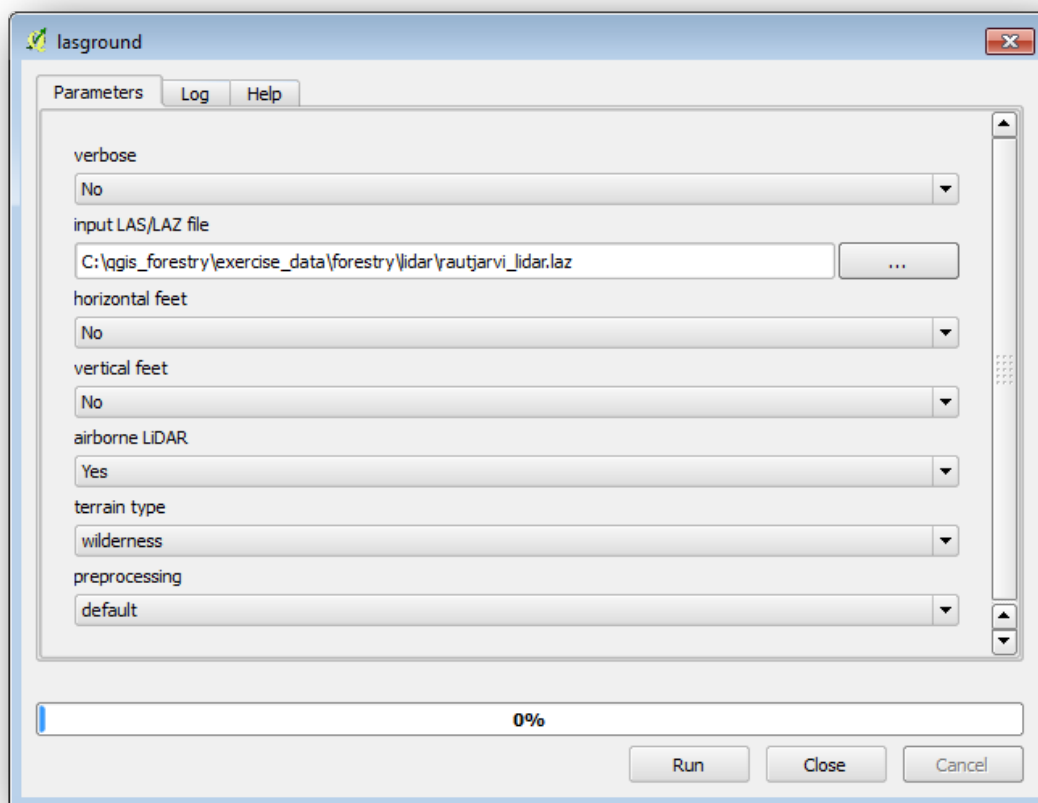 lasground
Parameters Log Help
verbose
No
input LAS/LAZ file
C:\qgis_forestry\exercise_data\forestry\lidar\rautjarvi_lidar.laz ...
horizontal feet
No
vertical feet
No
airborne LiDAR
Yes
terrain type
wilderness
preprocessing
default
0%
Run Close Cancel